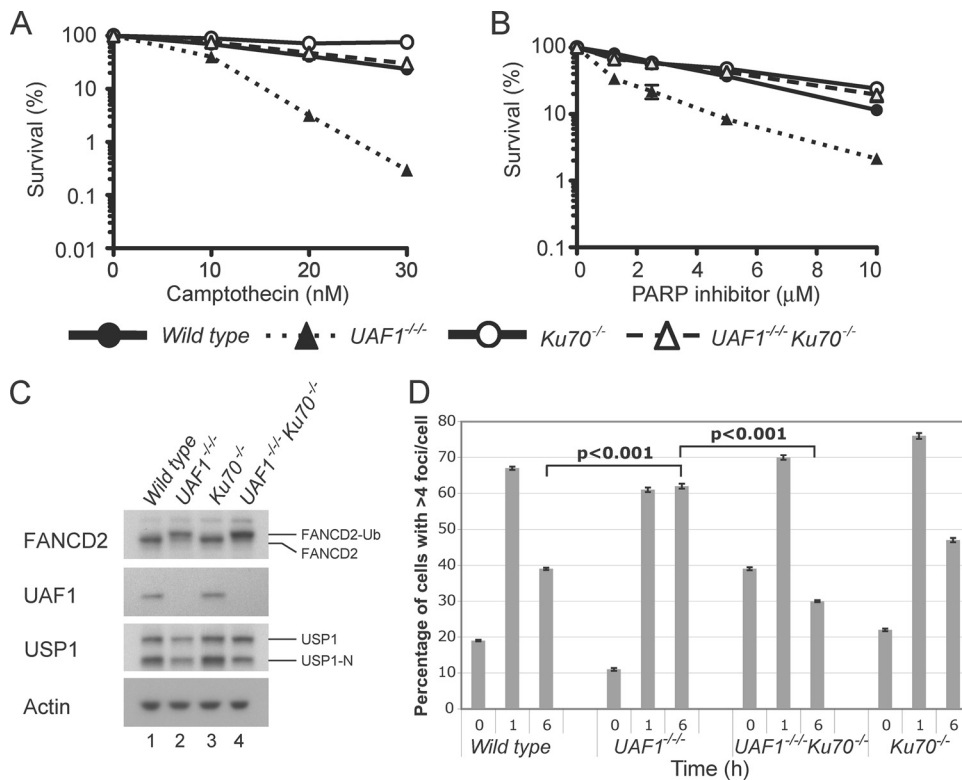 A
Survival (%)
100
10
1
0.1
0.01
0 10 20 30
Camptothecin (nM)
B
Survival (%)
100
10
1
0.1
0 2 4 6 8 10
PARP inhibitor (μM)
Wild type UAF1-/-/- Ku70-/- UAF1-/-/- Ku70-/-
C
Wild type UAF1-/-/- Ku70-/- UAF1-/-/- Ku70-/-
FANCD2 FANCD2-Ub
FANCD2
UAF1
USP1 USP1
USP1-N
Actin
1 2 3 4
D
Percentage of cells with >4 foci/cell
80
70
60
50
40
30
20
10
0
p<0.001 p<0.001
0 1 6 0 1 6 0 1 6 0 1 6
Wild type UAF1-/-/- UAF1-/-/-Ku70-/- Ku70-/-
Time (h)